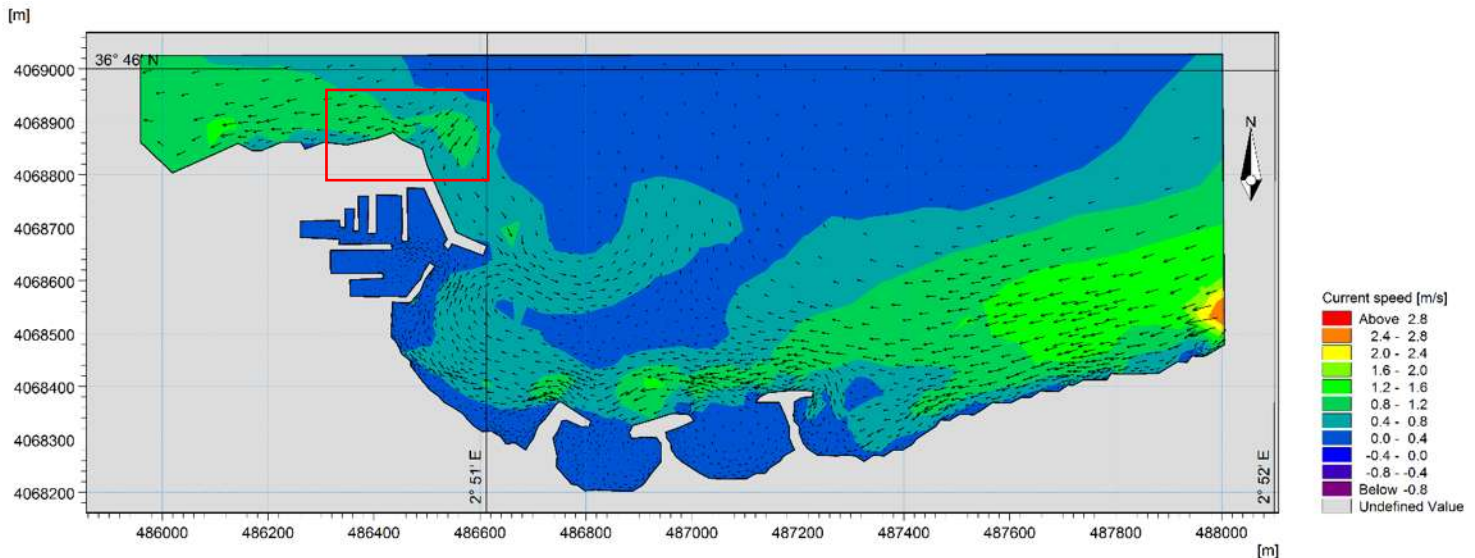 [m]
36° 46' N
4069000
4068900
4068800
4068700
4068600
4068500
4068400
4068300
4068200
N
2° 51' E
2° 52' E
486000 486200 486400 486600 486800 487000 487200 487400 487600 487800 488000
[m]
Current speed [m/s]
Above 2.8
2.4 - 2.8
2.0 - 2.4
1.6 - 2.0
1.2 - 1.6
0.8 - 1.2
0.4 - 0.8
0.0 - 0.4
-0.4 - 0.0
-0.8 - -0.4
Below -0.8
Undefined Value